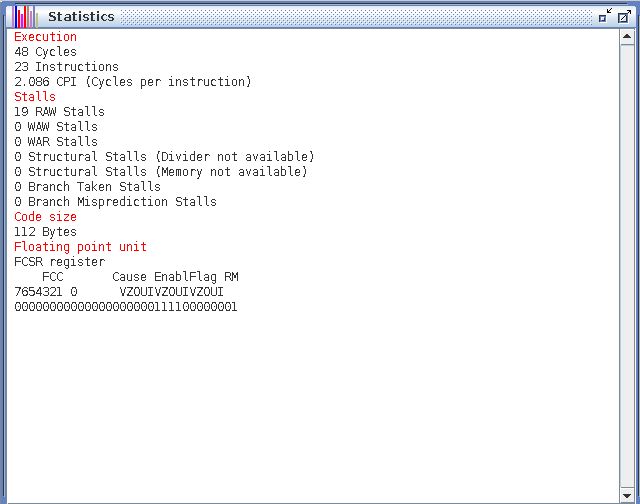 Statistics
Execution
48 Cycles
23 Instructions
2.086 CPI (Cycles per instruction)
Stalls
19 RAW Stalls
0 WAW Stalls
0 WAR Stalls
0 Structural Stalls (Divider not available)
0 Structural Stalls (Memory not available)
0 Branch Taken Stalls
0 Branch Misprediction Stalls
Code size
112 Bytes
Floating point unit
FCSR register
FCC Cause EnablFlag RM
7654321 0 VZOUIVZOUIVZOUI
00000000000000000000111100000001